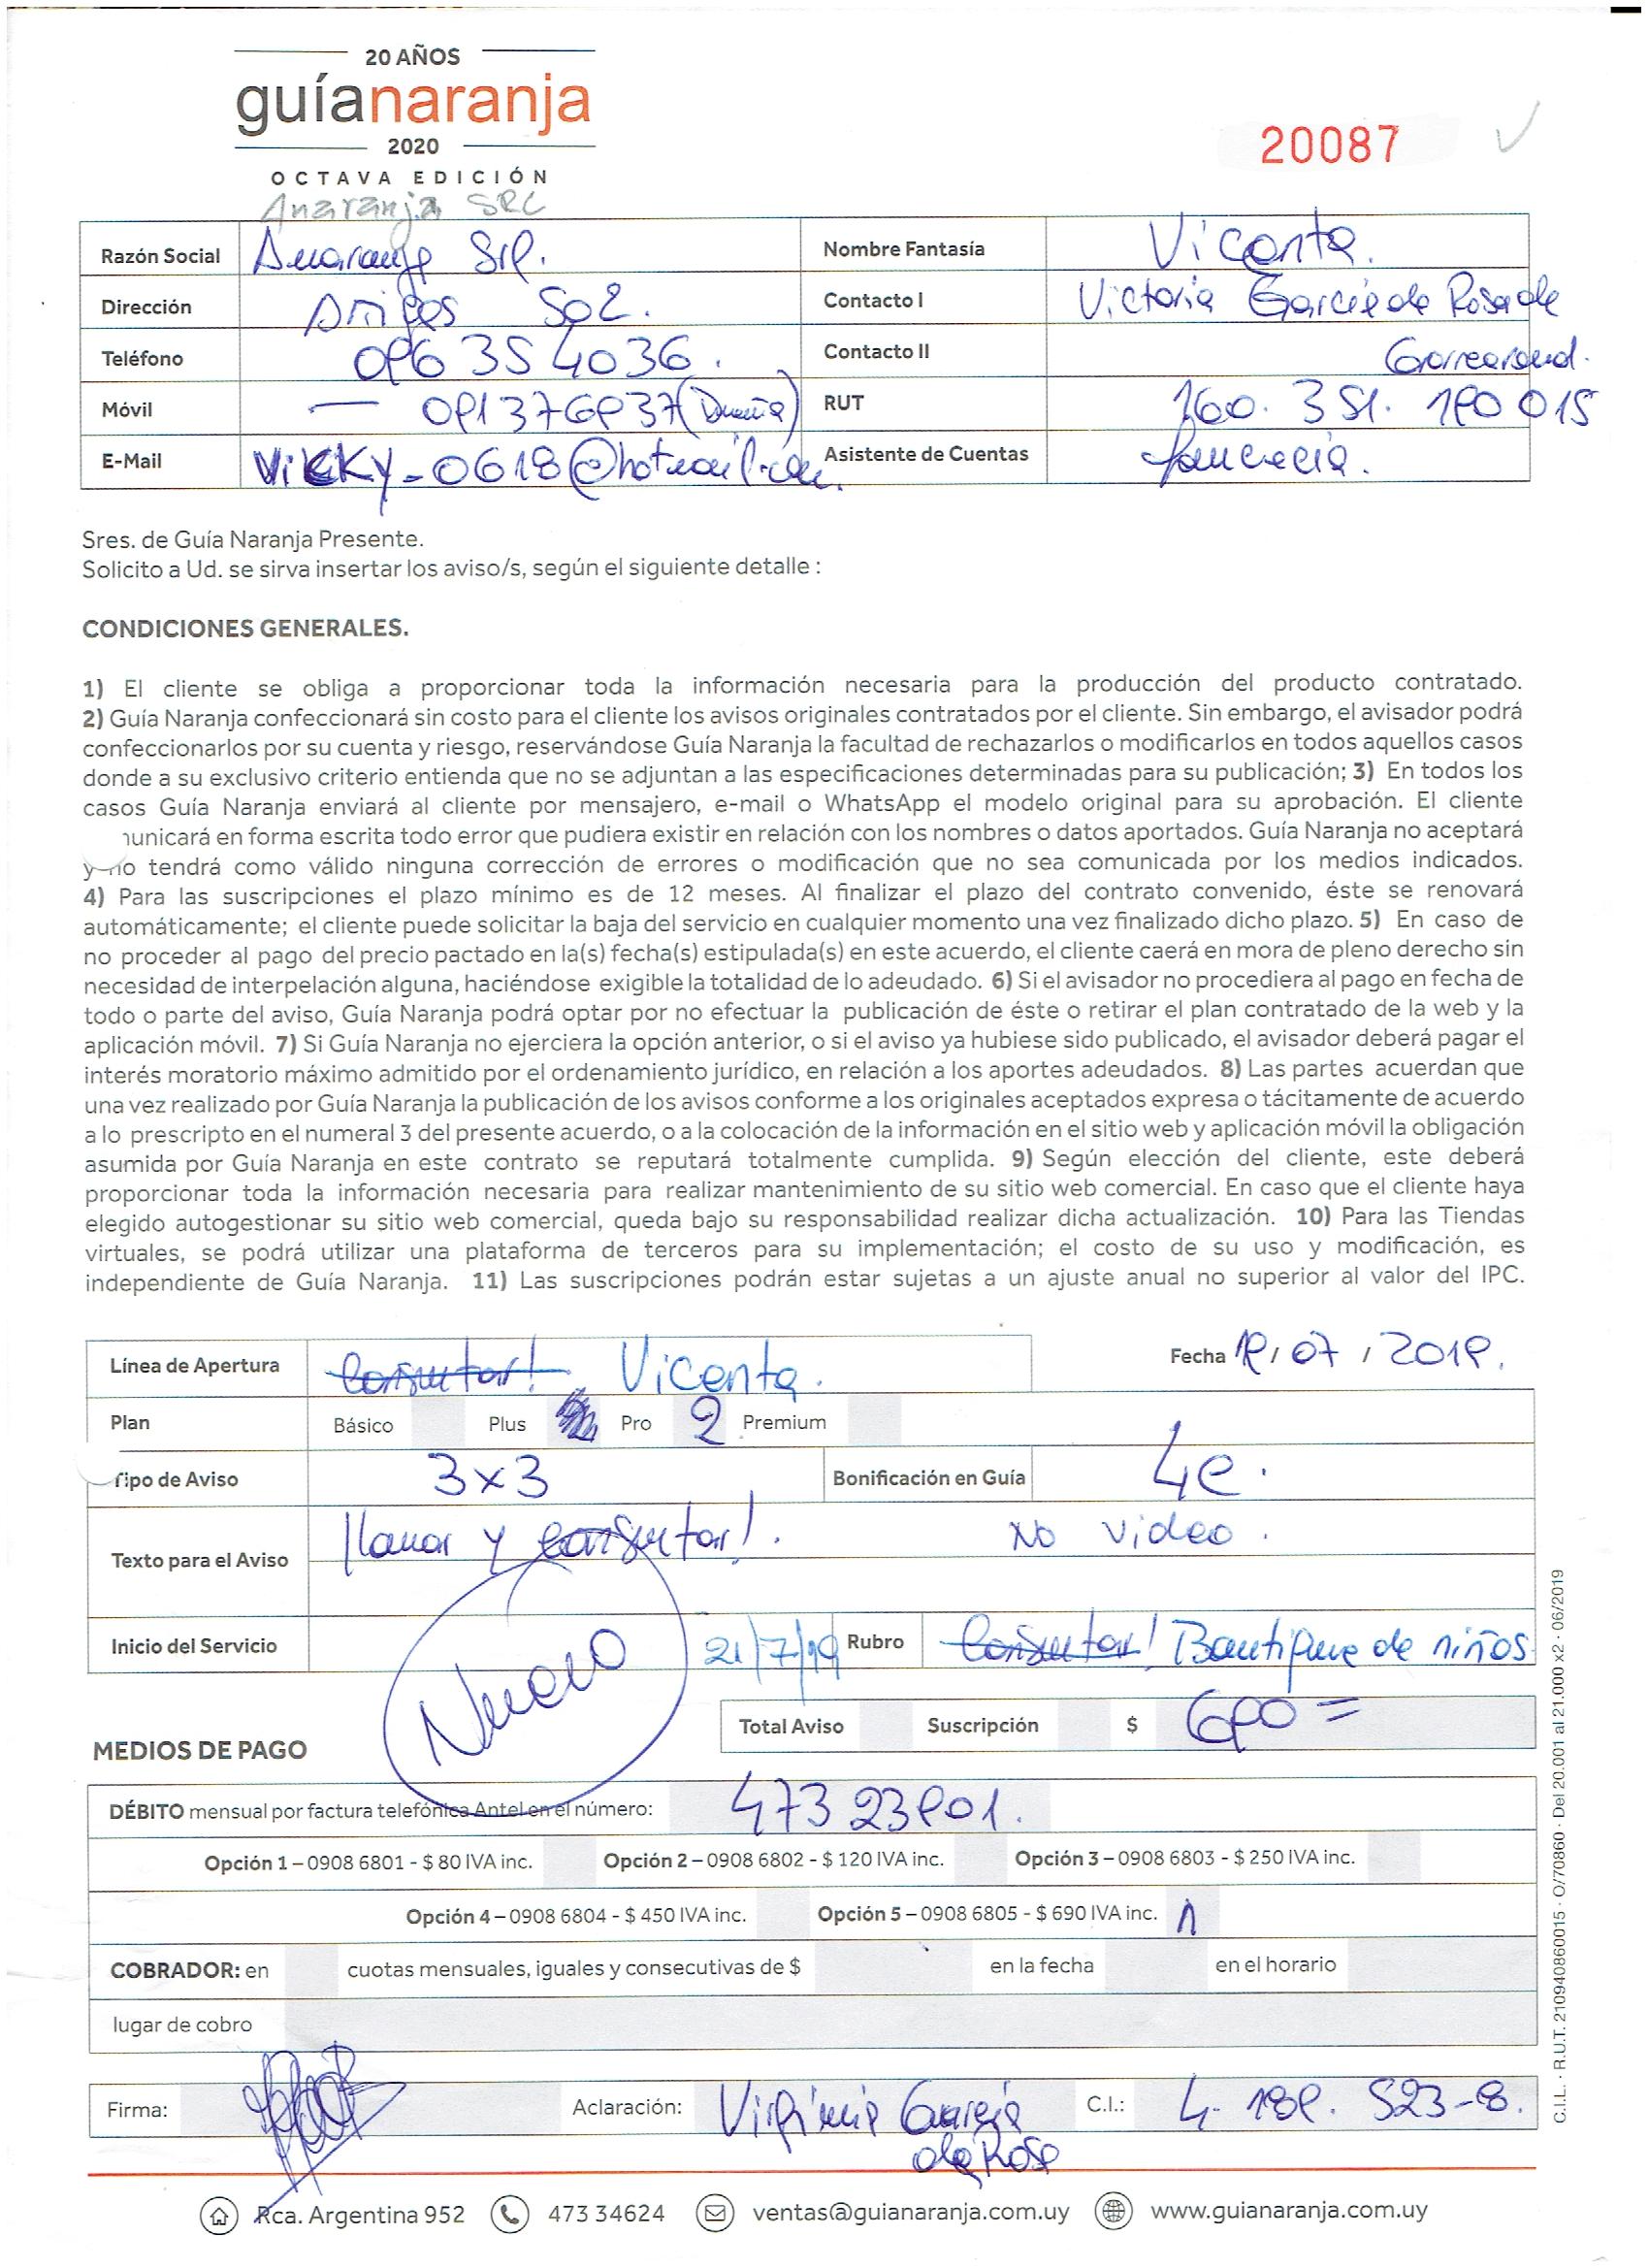 20 AÑOS
guíanaranja
2020
OCTAVA EDICIÓN
20087
Anaranja SRL
Razón Social Anaranja Srl. Nombre Fantasía Vicenta.
Dirección Artigas 502. Contacto I Victoria García de Rosa de
Teléfono 096 354036. Contacto II
Móvil — 091376937 (Dueña) RUT 160. 351. 190015
E-Mail Vicky_0618@hotmail.com. Asistente de Cuentas
Sres. de Guía Naranja Presente.
Solicito a Ud. se sirva insertar los aviso/s, según el siguiente detalle :
CONDICIONES GENERALES.
1) El cliente se obliga a proporcionar toda la información necesaria para la producción del producto contratado.
2) Guía Naranja confeccionará sin costo para el cliente los avisos originales contratados por el cliente. Sin embargo, el avisador podrá
confeccionarlos por su cuenta y riesgo, reservándose Guía Naranja la facultad de rechazarlos o modificarlos en todos aquellos casos
donde a su exclusivo criterio entienda que no se adjuntan a las especificaciones determinadas para su publicación; 3) En todos los
casos Guía Naranja enviará al cliente por mensajero, e-mail o WhatsApp el modelo original para su aprobación. El cliente
unicará en forma escrita todo error que pudiera existir en relación con los nombres o datos aportados. Guía Naranja no aceptará
y no tendrá como válido ninguna corrección de errores o modificación que no sea comunicada por los medios indicados.
4) Para las suscripciones el plazo mínimo es de 12 meses. Al finalizar el plazo del contrato convenido, éste se renovará
automáticamente; el cliente puede solicitar la baja del servicio en cualquier momento una vez finalizado dicho plazo. 5) En caso de
no proceder al pago del precio pactado en la(s) fecha(s) estipulada(s) en este acuerdo, el cliente caerá en mora de pleno derecho sin
necesidad de interpelación alguna, haciéndose exigible la totalidad de lo adeudado. 6) Si el avisador no procediera al pago en fecha de
todo o parte del aviso, Guía Naranja podrá optar por no efectuar la publicación de éste o retirar el plan contratado de la web y la
aplicación móvil. 7) Si Guía Naranja no ejerciera la opción anterior, o si el aviso ya hubiese sido publicado, el avisador deberá pagar el
interés moratorio máximo admitido por el ordenamiento jurídico, en relación a los aportes adeudados. 8) Las partes acuerdan que
una vez realizado por Guía Naranja la publicación de los avisos conforme a los originales aceptados expresa o tácitamente de acuerdo
a lo prescripto en el numeral 3 del presente acuerdo, o a la colocación de la información en el sitio web y aplicación móvil la obligación
asumida por Guía Naranja en este contrato se reputará totalmente cumplida. 9) Según elección del cliente, este deberá
proporcionar toda la información necesaria para realizar mantenimiento de su sitio web comercial. En caso que el cliente haya
elegido autogestionar su sitio web comercial, queda bajo su responsabilidad realizar dicha actualización. 10) Para las Tiendas
virtuales, se podrá utilizar una plataforma de terceros para su implementación; el costo de su uso y modificación, es
independiente de Guía Naranja. 11) Las suscripciones podrán estar sujetas a un ajuste anual no superior al valor del IPC.
Línea de Apertura Consultar! Vicenta. Fecha 19/07/2019.
Plan Básico Plus Pro 2 Premium
Tipo de Aviso 3x3 Bonificación en Guía 4e.
Texto para el Aviso llamar y consultar! No video.
Inicio del Servicio 21/7/19 Rubro Consultar! Boutique de niños
Nuevo
Total Aviso Suscripción $ 690=
MEDIOS DE PAGO
DÉBITO mensual por factura telefónica Antel en el número: 473 23901.
Opción 1 – 0908 6801 - $ 80 IVA inc. Opción 2 – 0908 6802 - $ 120 IVA inc. Opción 3 – 0908 6803 - $ 250 IVA inc.
Opción 4 – 0908 6804 - $ 450 IVA inc. Opción 5 – 0908 6805 - $ 690 IVA inc. 1
COBRADOR: en cuotas mensuales, iguales y consecutivas de $ en la fecha en el horario
lugar de cobro
Firma: Aclaración: Virginia García C.I.: 4. 189. 523-8.
de Rosa
Rca. Argentina 952 473 34624 ventas@guianaranja.com.uy www.guianaranja.com.uy
C.I.L. · R.U.T. 210940860015 · O/70860 · Del 20.001 al 21.000 x2 · 06/2019